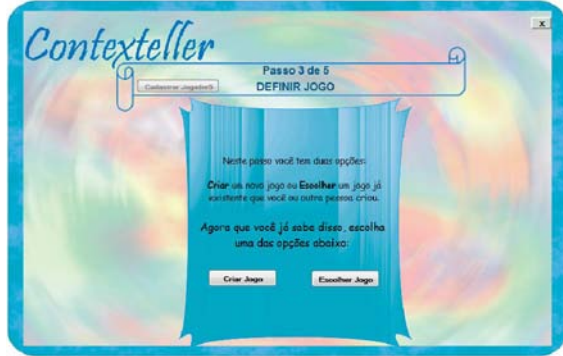 Contexteller
X
Passo 3 de 5
Cadastrar Jogador5
DEFINIR JOGO
Neste passo você tem duas opções:
Criar um novo jogo ou Escolher um jogo já
existente que você ou outra pessoa criou.
Agora que você já sabe disso, escolha
uma das opções abaixo:
Criar Jogo
Escolher Jogo